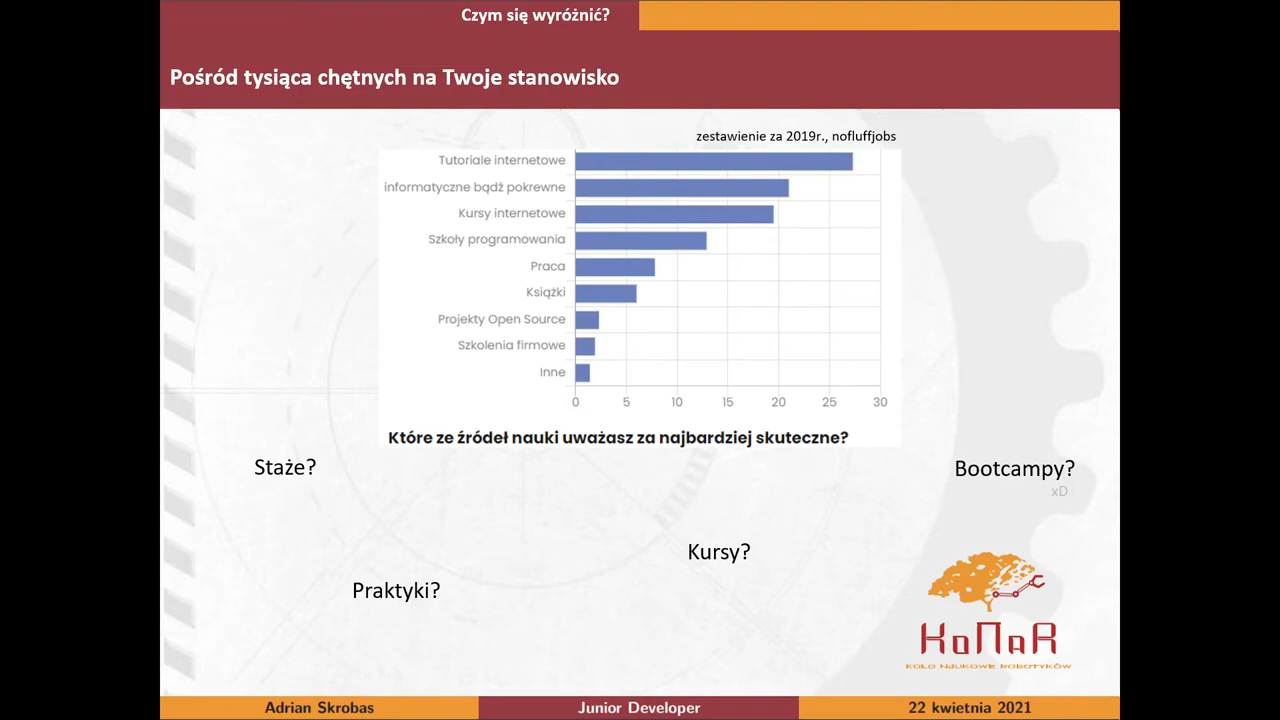 Czym się wyróżnić?
Pośród tysiąca chętnych na Twoje stanowisko
zestawienie za 2019r., nofluffjobs
Tutoriale internetowe
informatyczne bądź pokrewne
Kursy internetowe
Szkoły programowania
Praca
Książki
Projekty Open Source
Szkolenia firmowe
Inne
0 5 10 15 20 25 30
Które ze źródeł nauki uważasz za najbardziej skuteczne?
Staże?
Bootcampy?
xD
Kursy?
Praktyki?
KoNaR
KOŁO NAUKOWE ROBOTYKÓW
Adrian Skrobas
Junior Developer
22 kwietnia 2021